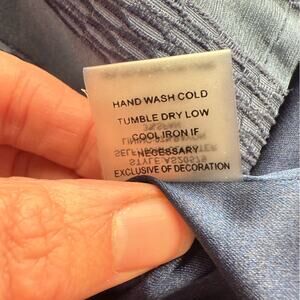 HAND WASH COLD
TUMBLE DRY LOW
COOL IRON IF
NECESSARY
EXCLUSIVE OF DECORATION